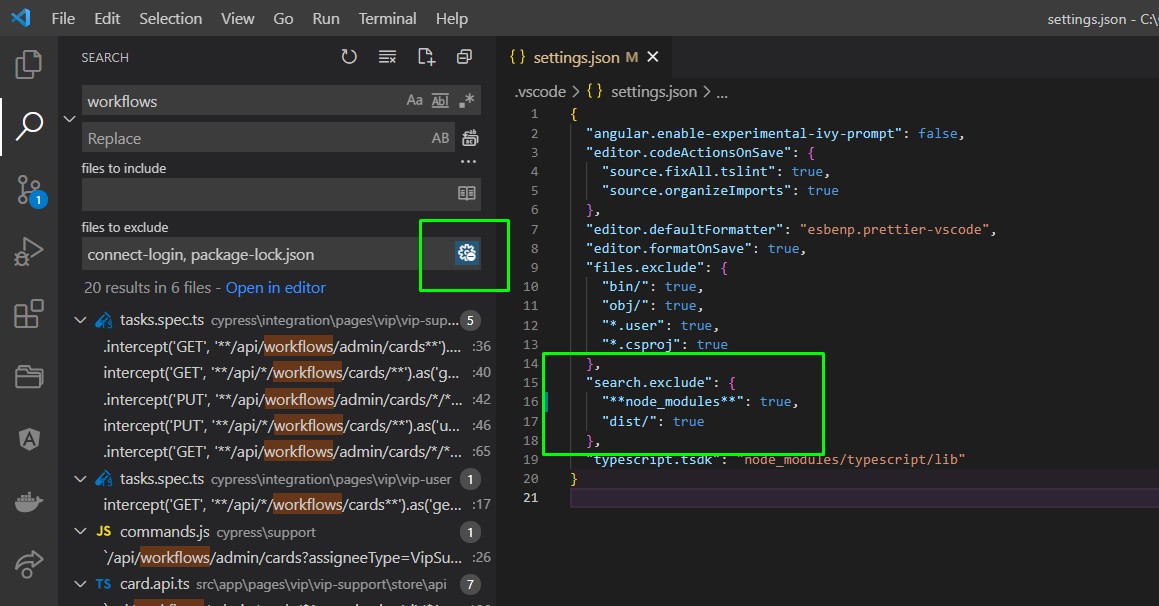 File Edit Selection View Go Run Terminal Help settings.json - C:\
SEARCH
workflows
Aa Abl .*
Replace
AB
files to include
files to exclude
connect-login, package-lock.json
20 results in 6 files - Open in editor
tasks.spec.ts cypress\integration\pages\vip\vip-sup... 5
.intercept('GET', '**/api/workflows/admin/cards**').... :36
intercept('GET', '**/api/*/workflows/cards/**').as('g... :40
.intercept('PUT', '**/api/workflows/admin/cards/*/*... :42
intercept('PUT', '**/api/*/workflows/cards/**').as('u... :46
.intercept('GET', '**/api/workflows/admin/cards/*/*... :65
tasks.spec.ts cypress\integration\pages\vip\vip-user 1
intercept('GET', '**/api/*/workflows/cards**').as('ge... :17
JS commands.js cypress\support 1
`/api/workflows/admin/cards?assigneeType=VipSu... :26
TS card.api.ts src\app\pages\vip\vip-support\store\api 7
1
{ } settings.json M
.vscode > { } settings.json > ...
1 {
2 "angular.enable-experimental-ivy-prompt": false,
3 "editor.codeActionsOnSave": {
4 "source.fixAll.tslint": true,
5 "source.organizeImports": true
6 },
7 "editor.defaultFormatter": "esbenp.prettier-vscode",
8 "editor.formatOnSave": true,
9 "files.exclude": {
10 "bin/": true,
11 "obj/": true,
12 "*.user": true,
13 "*.csproj": true
14 },
15 "search.exclude": {
16 "**node_modules**": true,
17 "dist/": true
18 },
19 "typescript.tsdk": "node_modules/typescript/lib"
20 }
21